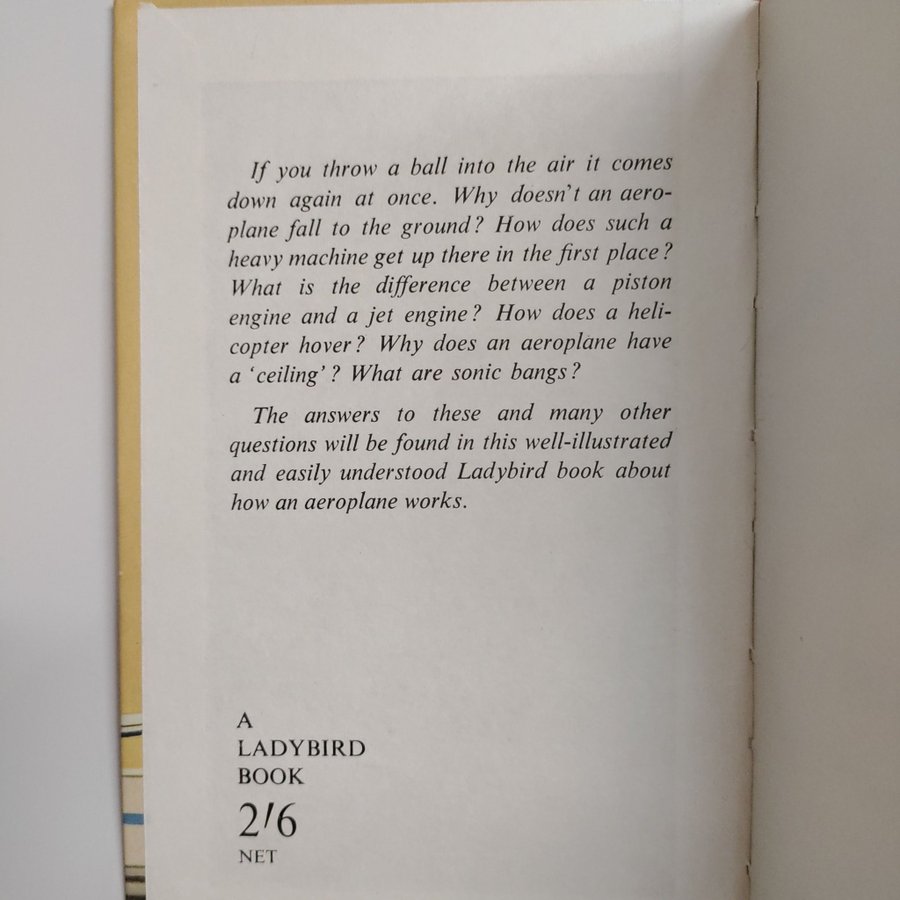 If you throw a ball into the air it comes
down again at once. Why doesn't an aero-
plane fall to the ground? How does such a
heavy machine get up there in the first place?
What is the difference between a piston
engine and a jet engine? How does a heli-
copter hover? Why does an aeroplane have
a 'ceiling'? What are sonic bangs?
The answers to these and many other
questions will be found in this well-illustrated
and easily understood Ladybird book about
how an aeroplane works.
A
LADYBIRD
BOOK
2/6
NET